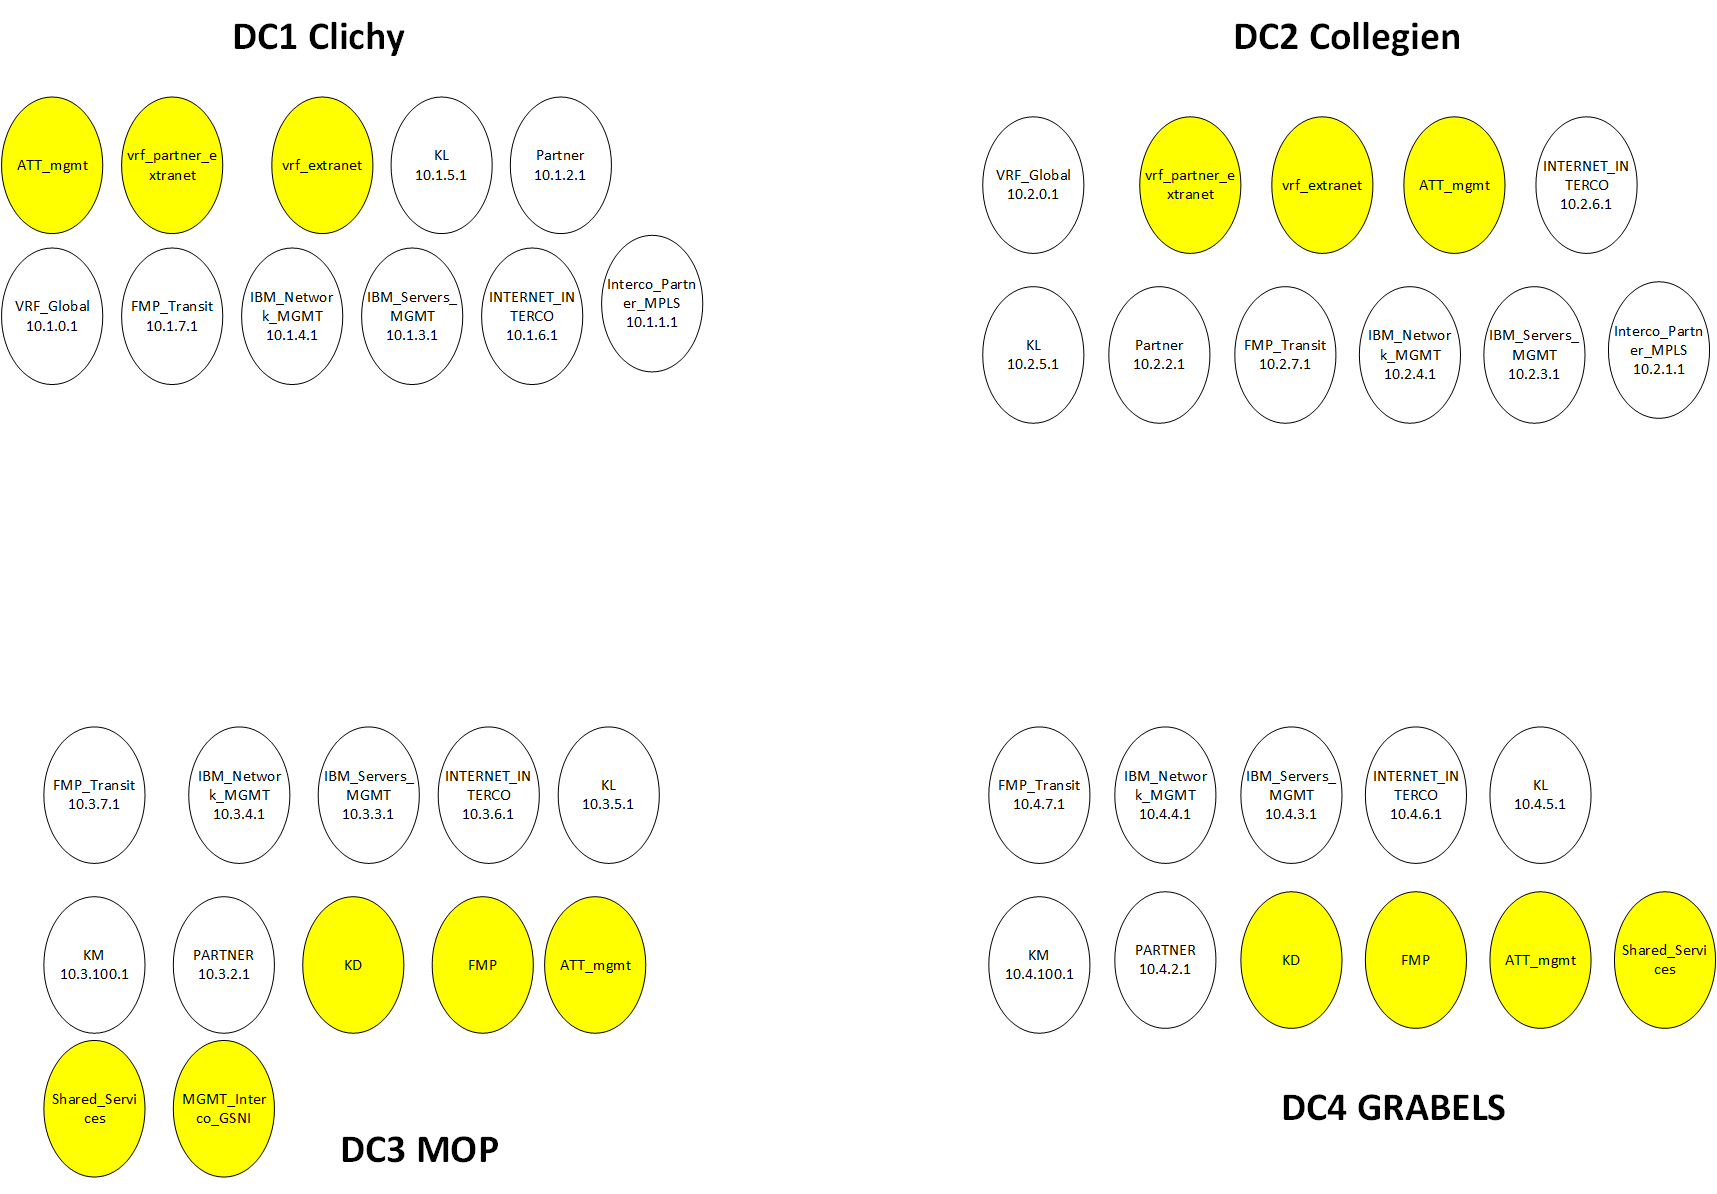 DC1 Clichy
DC2 Collegien
ATT_mgmt
vrf_partner_e
xtranet
vrf_extranet
KL
10.1.5.1
Partner
10.1.2.1
VRF_Global
10.2.0.1
vrf_partner_e
xtranet
vrf_extranet
ATT_mgmt
INTERNET_IN
TERCO
10.2.6.1
VRF_Global
10.1.0.1
FMP_Transit
10.1.7.1
IBM_Networ
k_MGMT
10.1.4.1
IBM_Servers_
MGMT
10.1.3.1
INTERNET_IN
TERCO
10.1.6.1
Interco_Partn
er_MPLS
10.1.1.1
KL
10.2.5.1
Partner
10.2.2.1
FMP_Transit
10.2.7.1
IBM_Networ
k_MGMT
10.2.4.1
IBM_Servers_
MGMT
10.2.3.1
Interco_Partn
er_MPLS
10.2.1.1
FMP_Transit
10.3.7.1
IBM_Networ
k_MGMT
10.3.4.1
IBM_Servers_
MGMT
10.3.3.1
INTERNET_IN
TERCO
10.3.6.1
KL
10.3.5.1
FMP_Transit
10.4.7.1
IBM_Networ
k_MGMT
10.4.4.1
IBM_Servers_
MGMT
10.4.3.1
INTERNET_IN
TERCO
10.4.6.1
KL
10.4.5.1
KM
10.3.100.1
PARTNER
10.3.2.1
KD
FMP
ATT_mgmt
KM
10.4.100.1
PARTNER
10.4.2.1
KD
FMP
ATT_mgmt
Shared_Servi
ces
Shared_Servi
ces
MGMT_Inter
co_GSNI
DC3 MOP
DC4 GRABELS